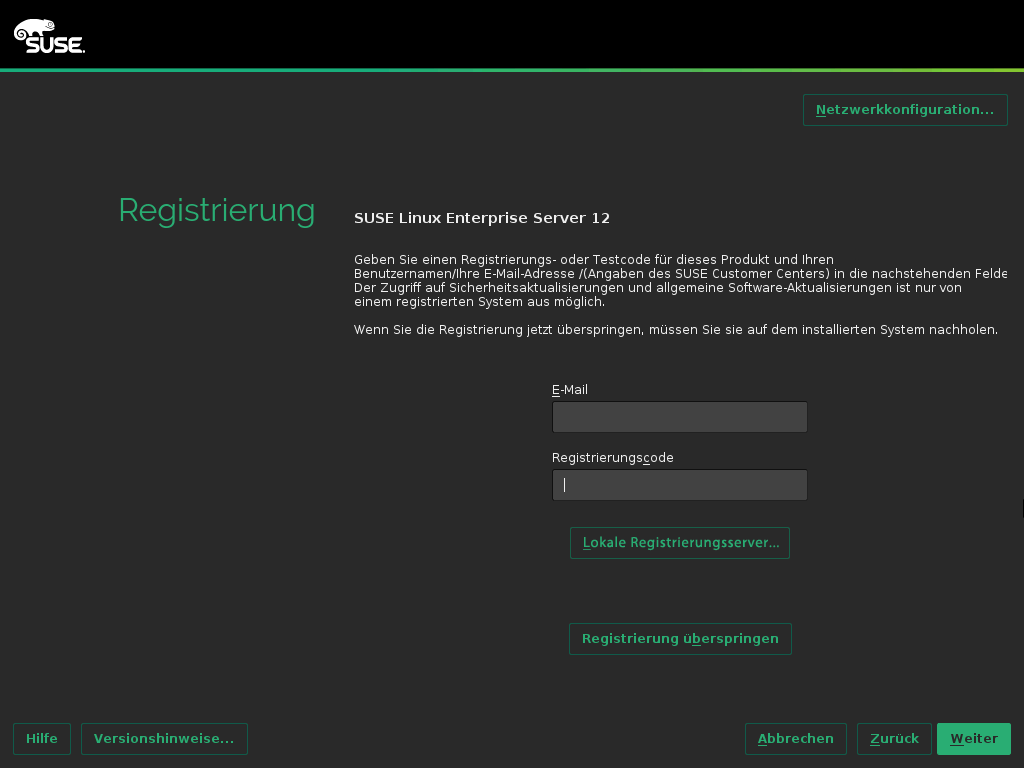 SUSE.
Netzwerkkonfiguration...
Registrierung
SUSE Linux Enterprise Server 12
Geben Sie einen Registrierungs- oder Testcode für dieses Produkt und Ihren
Benutzernamen/Ihre E-Mail-Adresse /(Angaben des SUSE Customer Centers) in die nachstehenden Felde
Der Zugriff auf Sicherheitsaktualisierungen und allgemeine Software-Aktualisierungen ist nur von
einem registrierten System aus möglich.
Wenn Sie die Registrierung jetzt überspringen, müssen Sie sie auf dem installierten System nachholen.
E-Mail
Registrierungscode
Lokale Registrierungsserver...
Registrierung überspringen
Hilfe
Versionshinweise...
Abbrechen
Zurück
Weiter